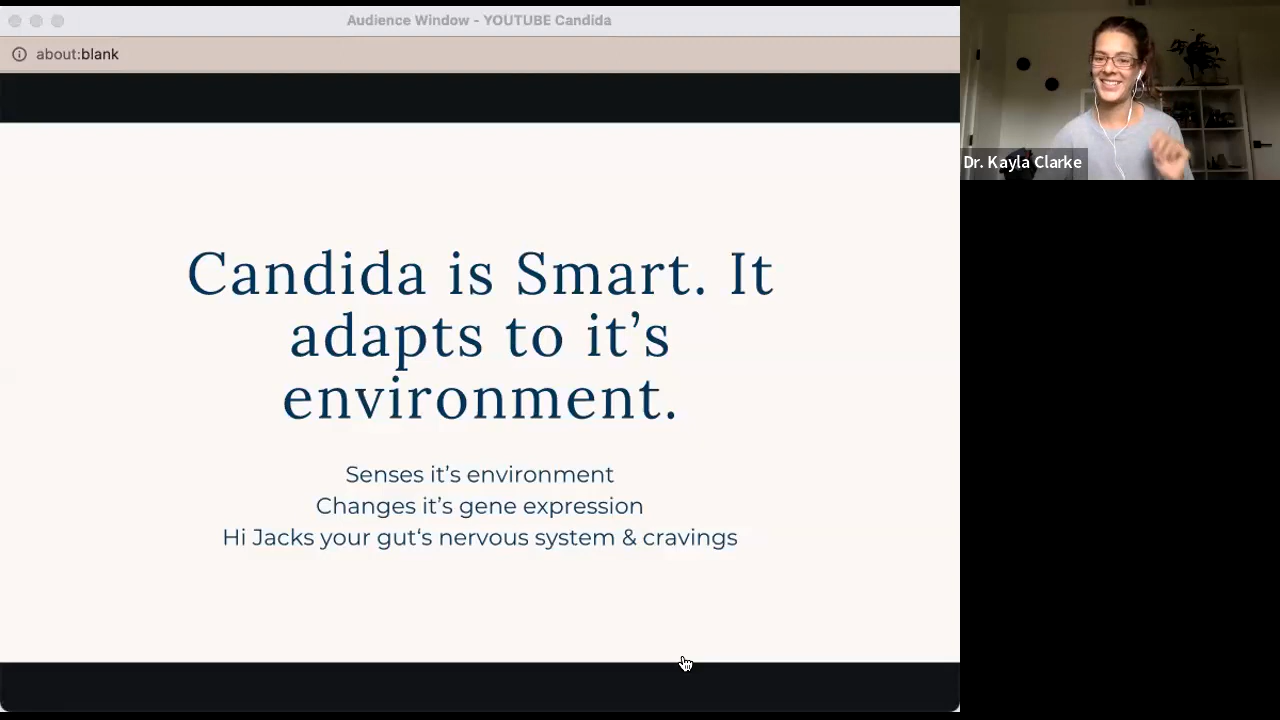 Audience Window - YOUTUBE Candida
about:blank
Dr. Kayla Clarke
Candida is Smart. It
adapts to it’s
environment.
Senses it’s environment
Changes it’s gene expression
Hi Jacks your gut‘s nervous system & cravings